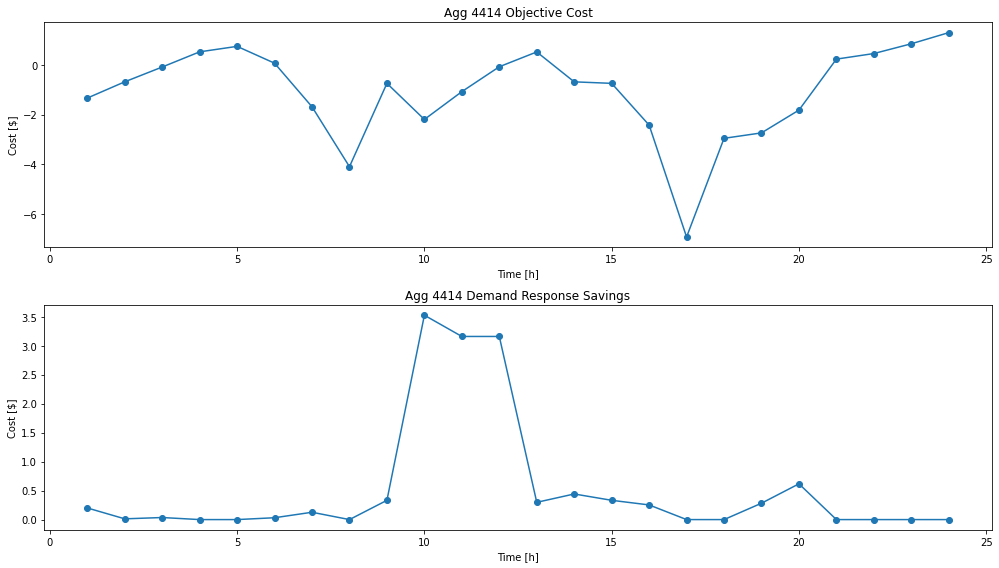 Agg 4414 Objective Cost
Cost [$]
0
−2
−4
−6
0 5 10 15 20 25
Time [h]
Agg 4414 Demand Response Savings
Cost [$]
3.5
3.0
2.5
2.0
1.5
1.0
0.5
0.0
0 5 10 15 20 25
Time [h]